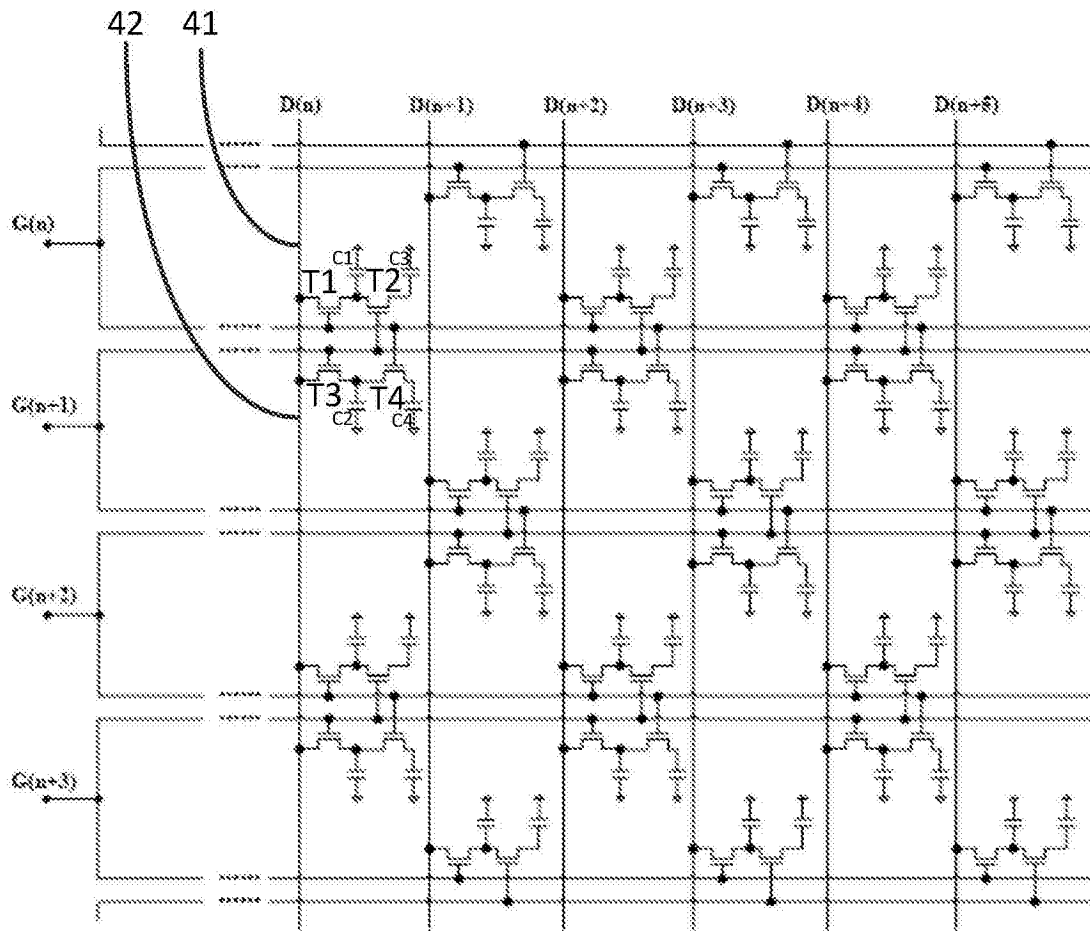 42 41
D(n) D(n+1) D(n+2) D(n+3) D(n+4) D(n+5)
G(n)
C1 C3
T1 T2
T3 T4
C2 C4
G(n+1)
G(n+2)
G(n+3)